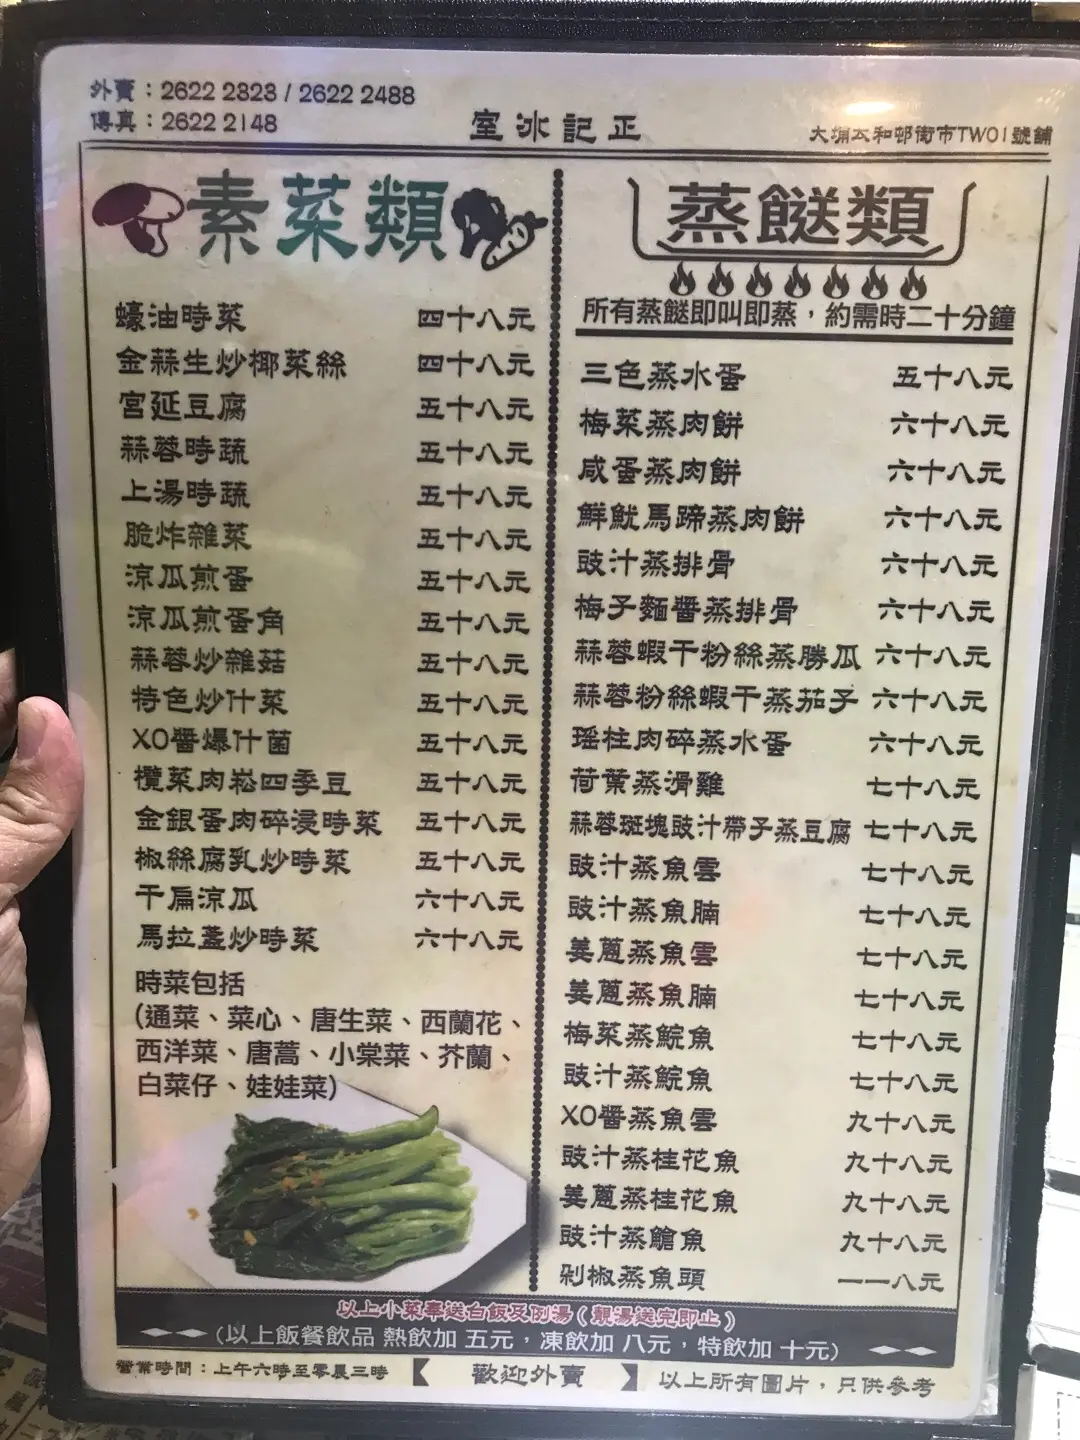 外賣：2622 2323 / 2622 2488
傳真：2622 2148
室冰記正
大埔太和邨街市TW01號舖
素菜類
蠔油時菜 四十八元
金蒜生炒椰菜絲 四十八元
宮延豆腐 五十八元
蒜蓉時蔬 五十八元
上湯時蔬 五十八元
脆炸雜菜 五十八元
涼瓜煎蛋 五十八元
涼瓜煎蛋角 五十八元
蒜蓉炒雜菇 五十八元
特色炒什菜 五十八元
XO醬爆什菌 五十八元
欖菜肉崧四季豆 五十八元
金銀蛋肉碎浸時菜 五十八元
椒絲腐乳炒時菜 五十八元
干扁涼瓜 六十八元
馬拉盞炒時菜 六十八元
時菜包括
(通菜、菜心、唐生菜、西蘭花、
西洋菜、唐蒿、小棠菜、芥蘭、
白菜仔、娃娃菜)
蒸餸類
所有蒸餸即叫即蒸，約需時二十分鐘
三色蒸水蛋 五十八元
梅菜蒸肉餅 六十八元
咸蛋蒸肉餅 六十八元
鮮魷馬蹄蒸肉餅 六十八元
豉汁蒸排骨 六十八元
梅子麵醬蒸排骨 六十八元
蒜蓉蝦干粉絲蒸勝瓜 六十八元
蒜蓉粉絲蝦干蒸茄子 六十八元
瑶柱肉碎蒸水蛋 六十八元
荷葉蒸滑雞 七十八元
蒜蓉斑塊豉汁帶子蒸豆腐 七十八元
豉汁蒸魚雲 七十八元
豉汁蒸魚腩 七十八元
姜蔥蒸魚雲 七十八元
姜蔥蒸魚腩 七十八元
梅菜蒸鯇魚 七十八元
豉汁蒸鯇魚 七十八元
XO醬蒸魚雲 九十八元
豉汁蒸桂花魚 九十八元
姜蔥蒸桂花魚 九十八元
豉汁蒸鱠魚 九十八元
剁椒蒸魚頭 一一八元
以上小菜奉送白飯及例湯 ( 靚湯送完即止 )
(以上飯餐飲品 熱飲加 五元，凍飲加 八元，特飲加 十元)
營業時間：上午六時至零晨三時
歡迎外賣
以上所有圖片，只供參考